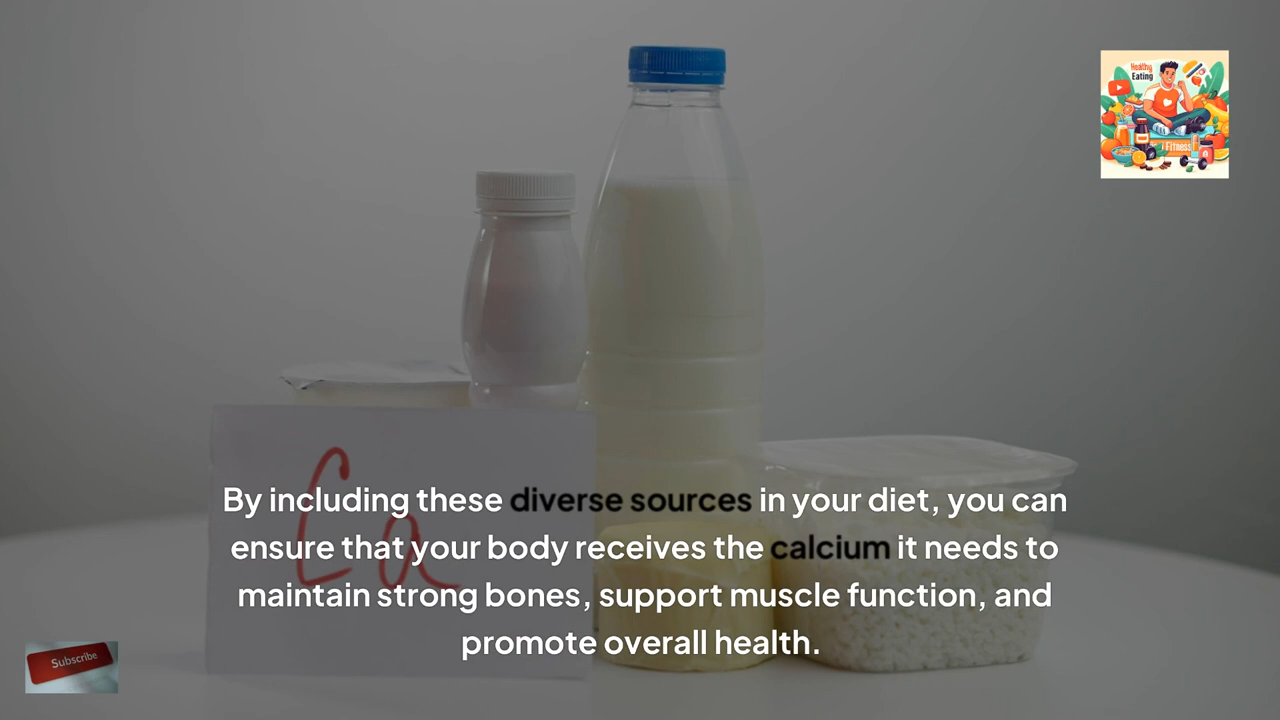 Healthy
Eating
i Fitness
Ca
By including these diverse sources in your diet, you can
ensure that your body receives the calcium it needs to
maintain strong bones, support muscle function, and
promote overall health.
Subscribe